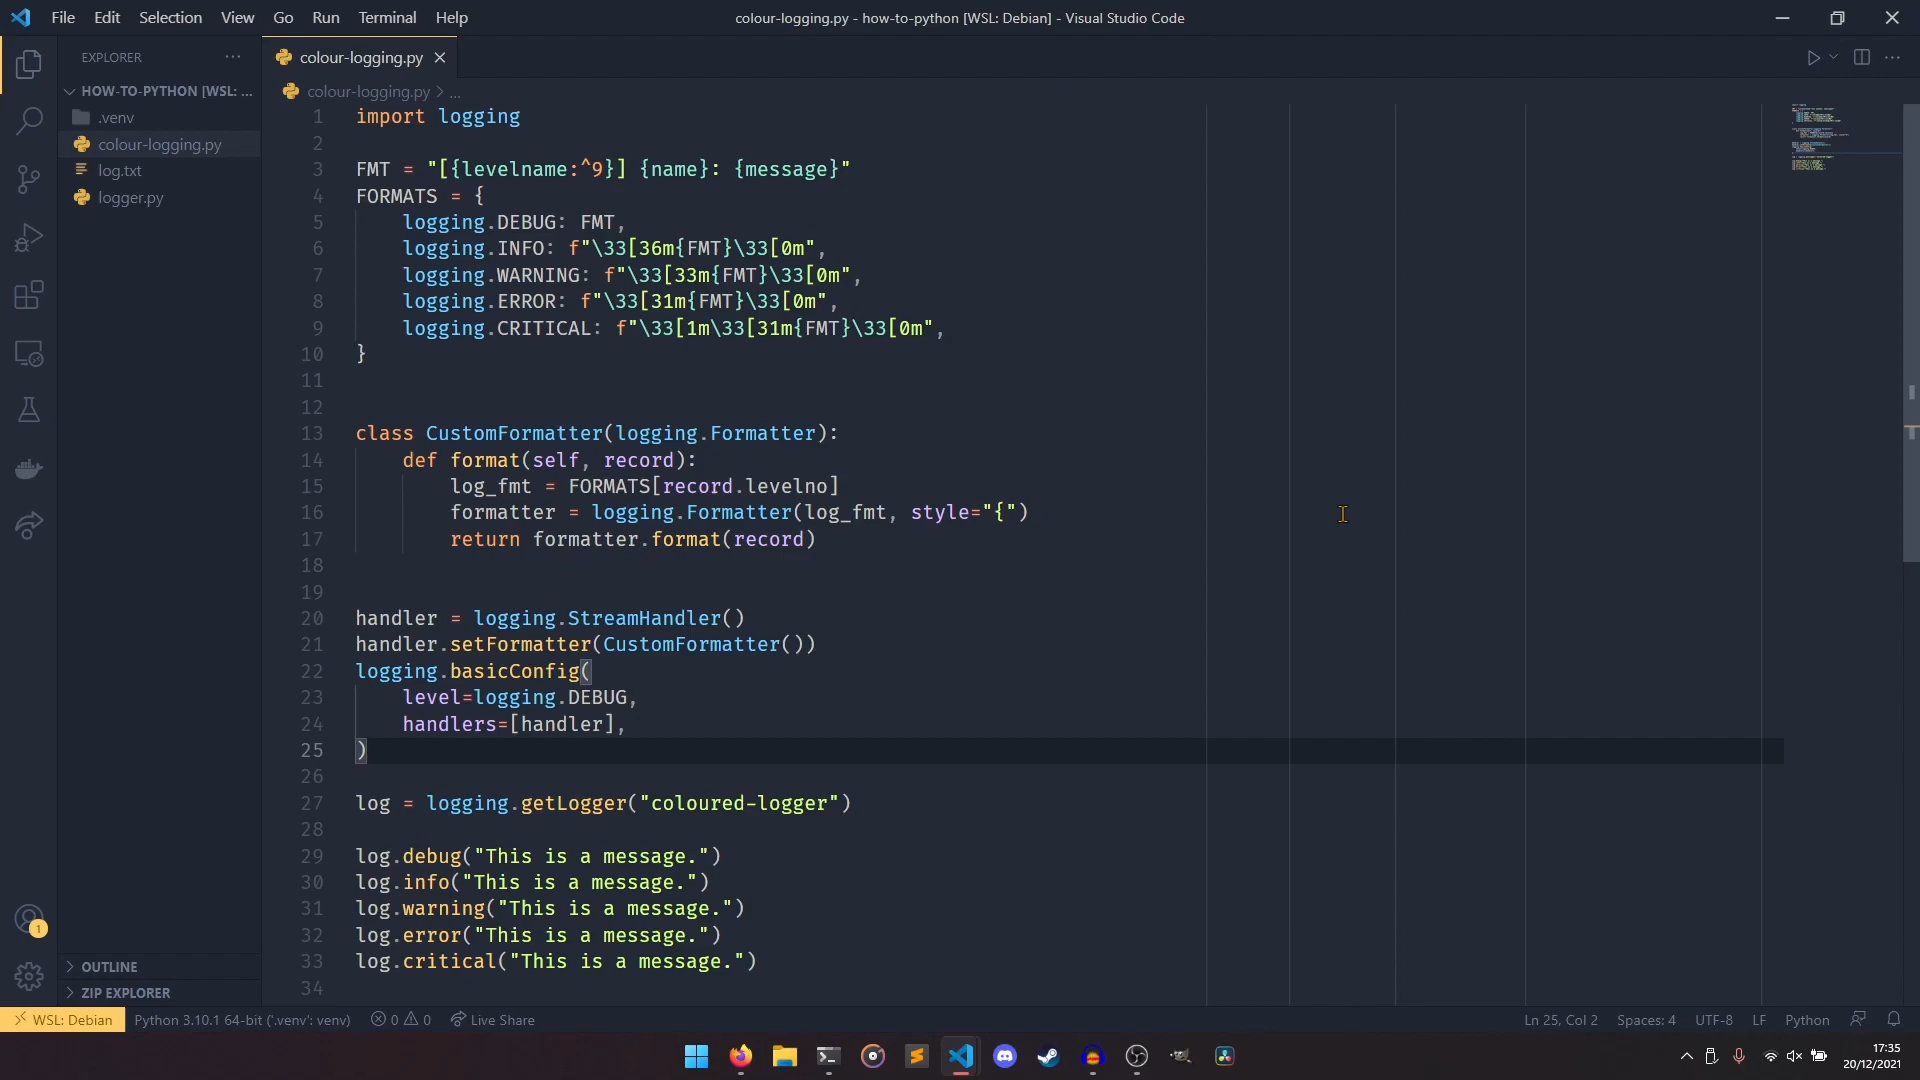 File Edit Selection View Go Run Terminal Help
colour-logging.py - how-to-python [WSL: Debian] - Visual Studio Code
EXPLORER
HOW-TO-PYTHON [WSL: ...
.venv
colour-logging.py
log.txt
logger.py
OUTLINE
ZIP EXPLORER
colour-logging.py
colour-logging.py > ...
1 import logging
2
3 FMT = "[{levelname:^9}] {name}: {message}"
4 FORMATS = {
5     logging.DEBUG: FMT,
6     logging.INFO: f"\33[36m{FMT}\33[0m",
7     logging.WARNING: f"\33[33m{FMT}\33[0m",
8     logging.ERROR: f"\33[31m{FMT}\33[0m",
9     logging.CRITICAL: f"\33[1m\33[31m{FMT}\33[0m",
10 }
11
12
13 class CustomFormatter(logging.Formatter):
14     def format(self, record):
15         log_fmt = FORMATS[record.levelno]
16         formatter = logging.Formatter(log_fmt, style="{")
17         return formatter.format(record)
18
19
20 handler = logging.StreamHandler()
21 handler.setFormatter(CustomFormatter())
22 logging.basicConfig(
23     level=logging.DEBUG,
24     handlers=[handler],
25 )
26
27 log = logging.getLogger("coloured-logger")
28
29 log.debug("This is a message.")
30 log.info("This is a message.")
31 log.warning("This is a message.")
32 log.error("This is a message.")
33 log.critical("This is a message.")
34
1
WSL: Debian Python 3.10.1 64-bit ('.venv': venv) 0 0 Live Share
Ln 25, Col 2 Spaces: 4 UTF-8 LF Python
17:35
20/12/2021